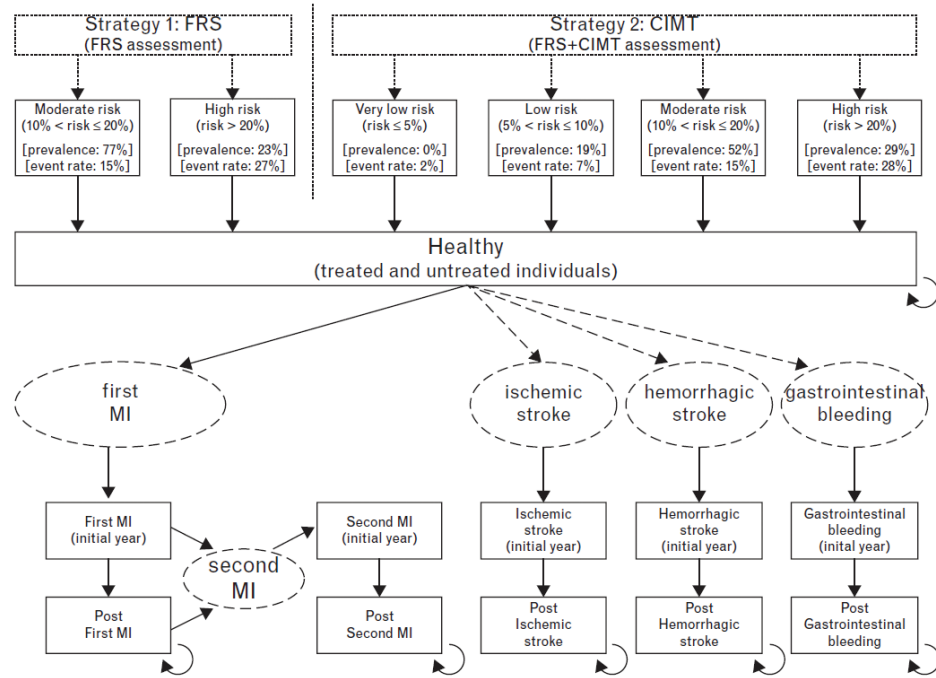 Strategy 1: FRS
(FRS assessment)
Strategy 2: CIMT
(FRS+CIMT assessment)
Moderate risk
(10% < risk ≤ 20%)
[prevalence: 77%]
[event rate: 15%]
High risk
(risk > 20%)
[prevalence: 23%]
[event rate: 27%]
Very low risk
(risk ≤ 5%)
[prevalence: 0%]
[event rate: 2%]
Low risk
(5% < risk ≤ 10%)
[prevalence: 19%]
[event rate: 7%]
Moderate risk
(10% < risk ≤ 20%)
[prevalence: 52%]
[event rate: 15%]
High risk
(risk > 20%)
[prevalence: 29%]
[event rate: 28%]
Healthy
(treated and untreated individuals)
first
MI
ischemic
stroke
hemorrhagic
stroke
gastrointestinal
bleeding
First MI
(initial year)
second
MI
Second MI
(initial year)
Ischemic
stroke
(initial year)
Hemorrhagic
stroke
(initial year)
Gastrointestinal
bleeding
(inital year)
Post
First MI
Post
Second MI
Post
Ischemic
stroke
Post
Hemorrhagic
stroke
Post
Gastrointestinal
bleeding